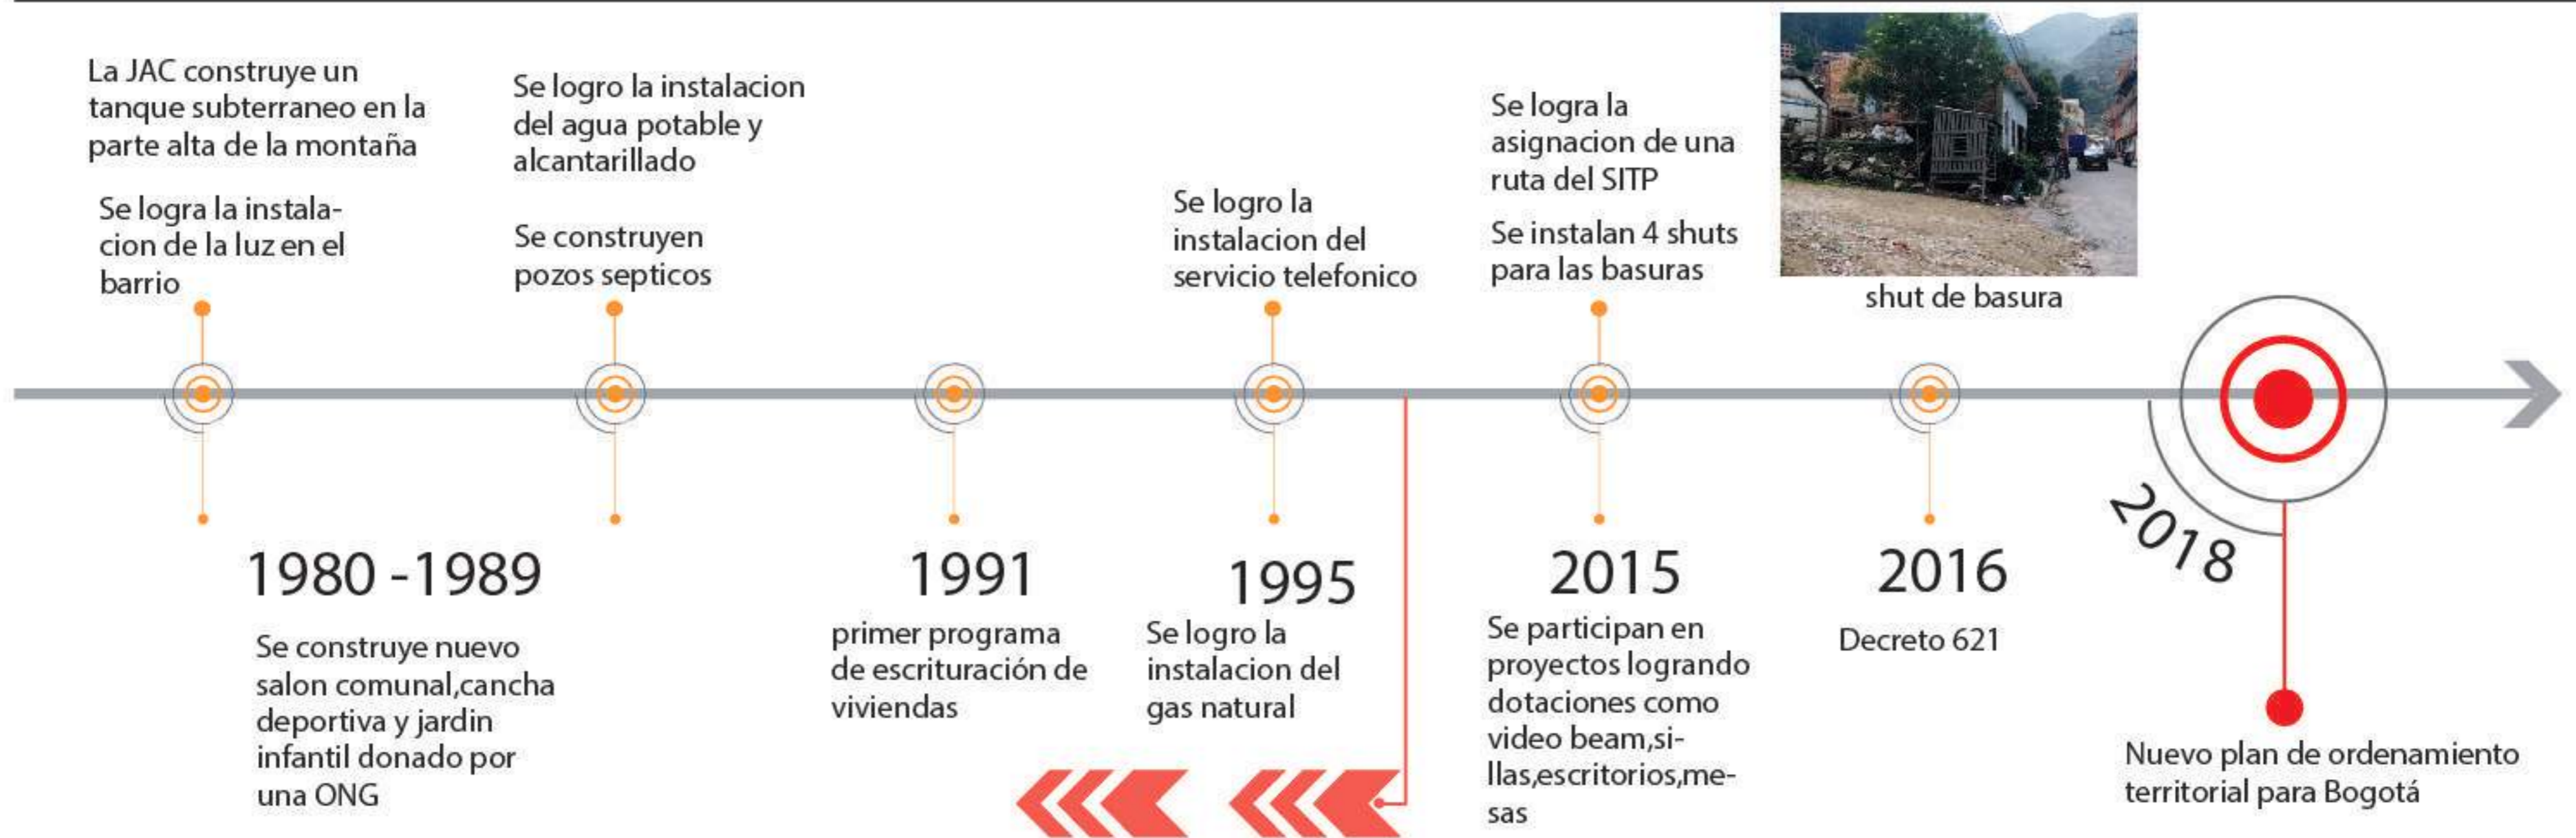 La JAC construye un
tanque subterraneo en la
parte alta de la montaña
Se logra la instala-
cion de la luz en el
barrio
Se logro la instalacion
del agua potable y
alcantarillado
Se construyen
pozos septicos
1980 -1989
Se construye nuevo
salon comunal,cancha
deportiva y jardin
infantil donado por
una ONG
1991
primer programa
de escrituración de
viviendas
Se logro la
instalacion del
servicio telefonico
1995
Se logro la
instalacion del
gas natural
Se logra la
asignacion de una
ruta del SITP
Se instalan 4 shuts
para las basuras
2015
Se participan en
proyectos logrando
dotaciones como
video beam,si-
llas,escritorios,me-
sas
shut de basura
2016
Decreto 621
2018
Nuevo plan de ordenamiento
territorial para Bogotá